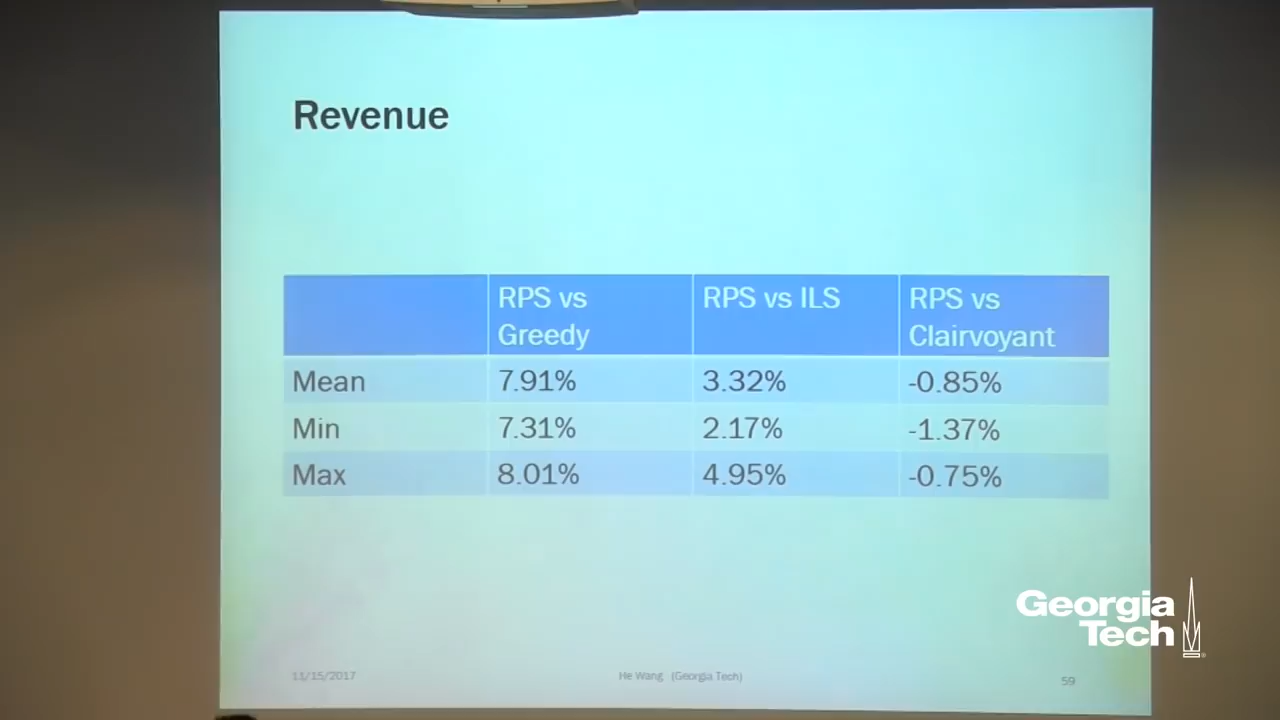 Revenue
RPS vs Greedy
RPS vs ILS
RPS vs Clairvoyant
Mean 7.91% 3.32% -0.85%
Min 7.31% 2.17% -1.37%
Max 8.01% 4.95% -0.75%
Georgia Tech
11/15/2017 He Wang (Georgia Tech) 59